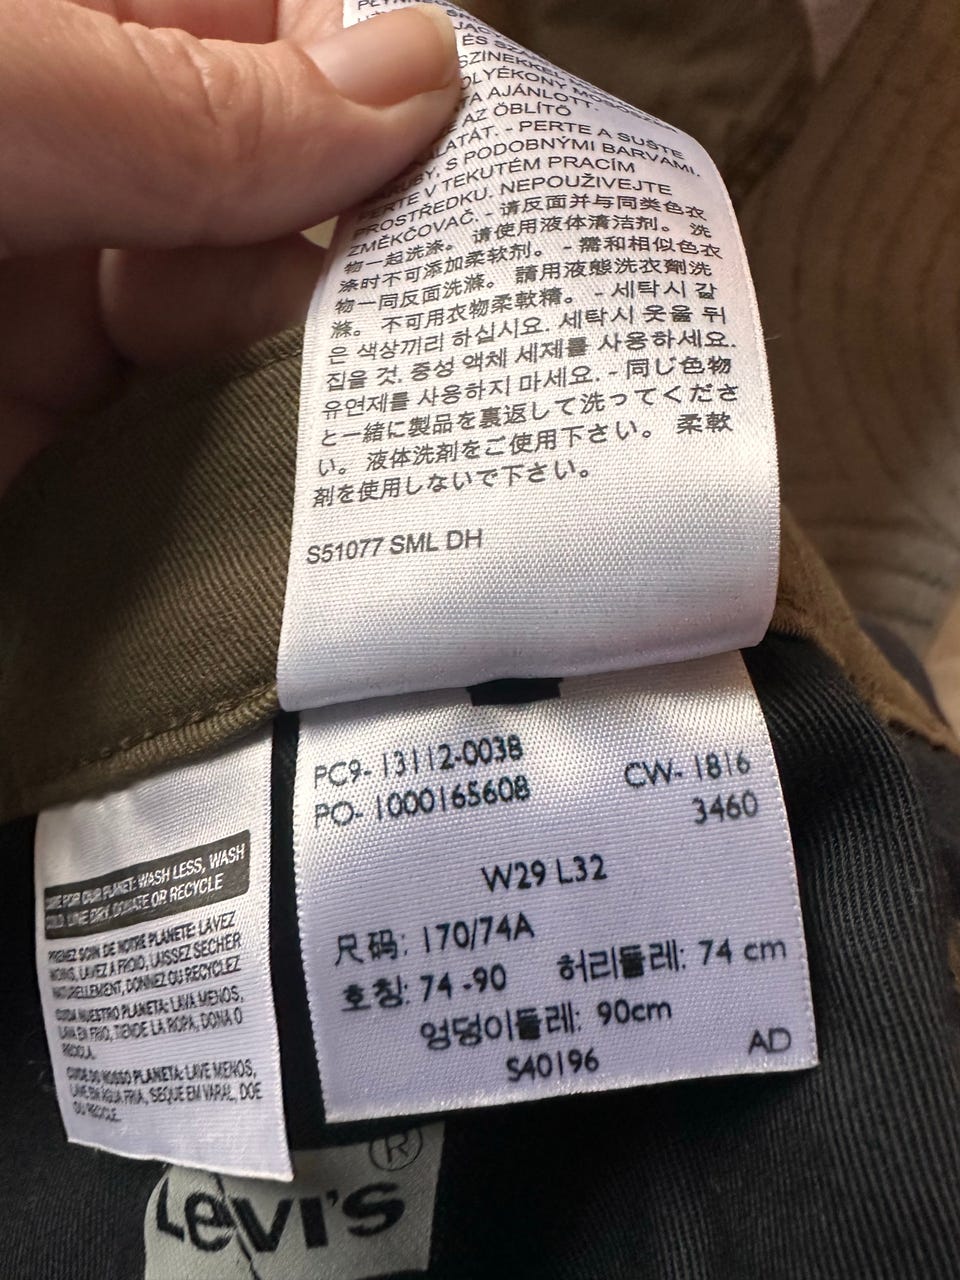 ÉS
SZÍNEKKEL
AJÁNLOTT.
AZ ÖBLÍTŐ
- PERTE A SUŠTE
S PODOBNÝMI BARVAMI.
PERTE V TEKUTÉM PRACÍM
PROSTŘEDKU. NEPOUŽIVEJTE
ZMĚKČOVAČ. - 请反面并与同类色衣
物一起洗涤。 请使用液体清洁剂。 洗
涤时不可添加柔软剂。 - 需和相似色衣
物一同反面洗滌。 請用液態洗衣劑洗
滌。 不可用衣物柔軟精。 - 세탁시 같
은 색상끼리 하십시요. 세탁시 옷을 뒤
집을 것. 중성 액체 세제를 사용하세요.
유연제를 사용하지 마세요. - 同じ色物
と一緒に製品を裏返して洗ってくださ
い。 液体洗剤をご使用下さい。 柔軟
剤を使用しないで下さい。
S51077 SML DH
PC9- 13112-0038
PO- 1000165608
CW- 1816
3460
W29 L32
尺码: 170/74A
호칭: 74 -90 허리둘레: 74 cm
엉덩이둘레: 90cm
S40196
AD
FOR OUR PLANET: WASH LESS, WASH
COLD, LINE DRY, DONATE OR RECYCLE
PRENEZ SOIN DE NOTRE PLANETE: LAVEZ
MOINS, LAVEZ A FROID, LAISSEZ SECHER
NATURELLEMENT, DONNEZ OU RECYCLEZ
CUIDA NUESTRO PLANETA: LAVA MENOS,
LAVA EN FRIO, TIENDE LA ROPA, DONA O
RECICLA.
CUIDE DO NOSSO PLANETA: LAVE MENOS,
LAVE EM AGUA FRIA, SEQUE EM VARAL, DOE
OU RECYCLE.
Levi's ®